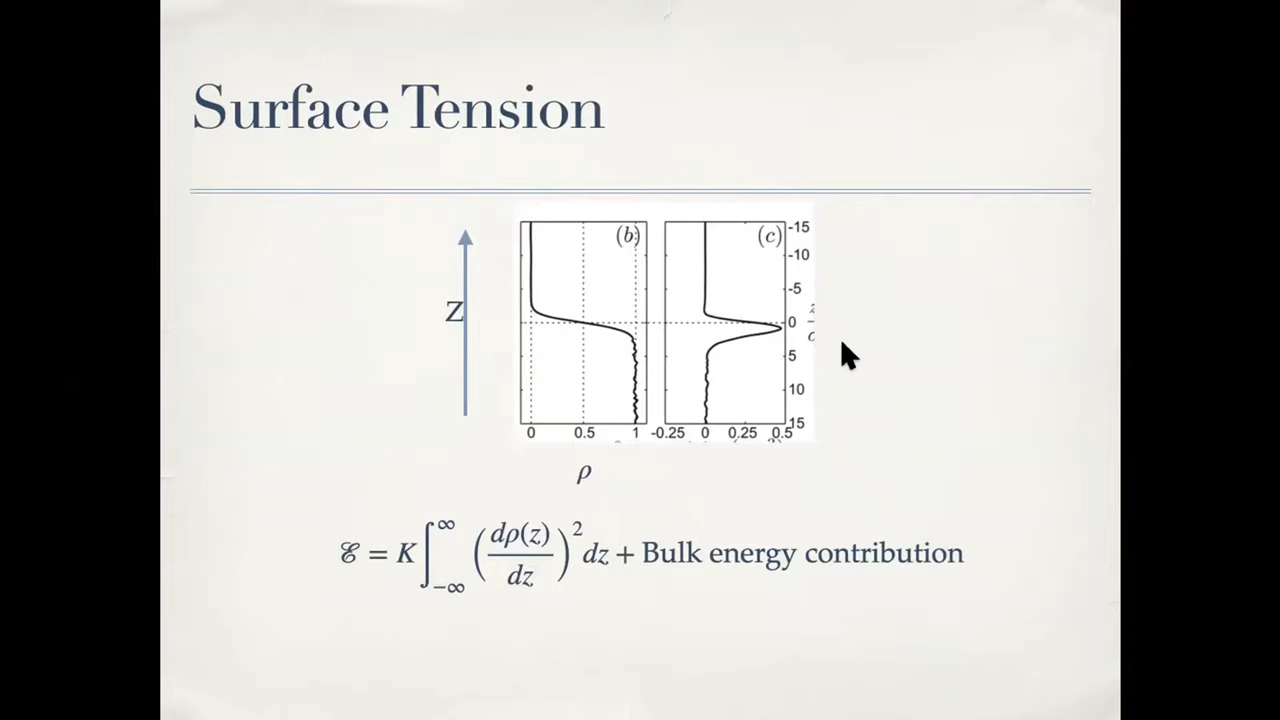 Surface Tension
Z
(b)
(c)
-15
-10
-5
0
5
10
15
0 0.5 1 -0.25 0 0.25 0.5
ρ
ℰ = K∫_{-∞}^{∞} (dρ(z)/dz)^2 dz + Bulk energy contribution